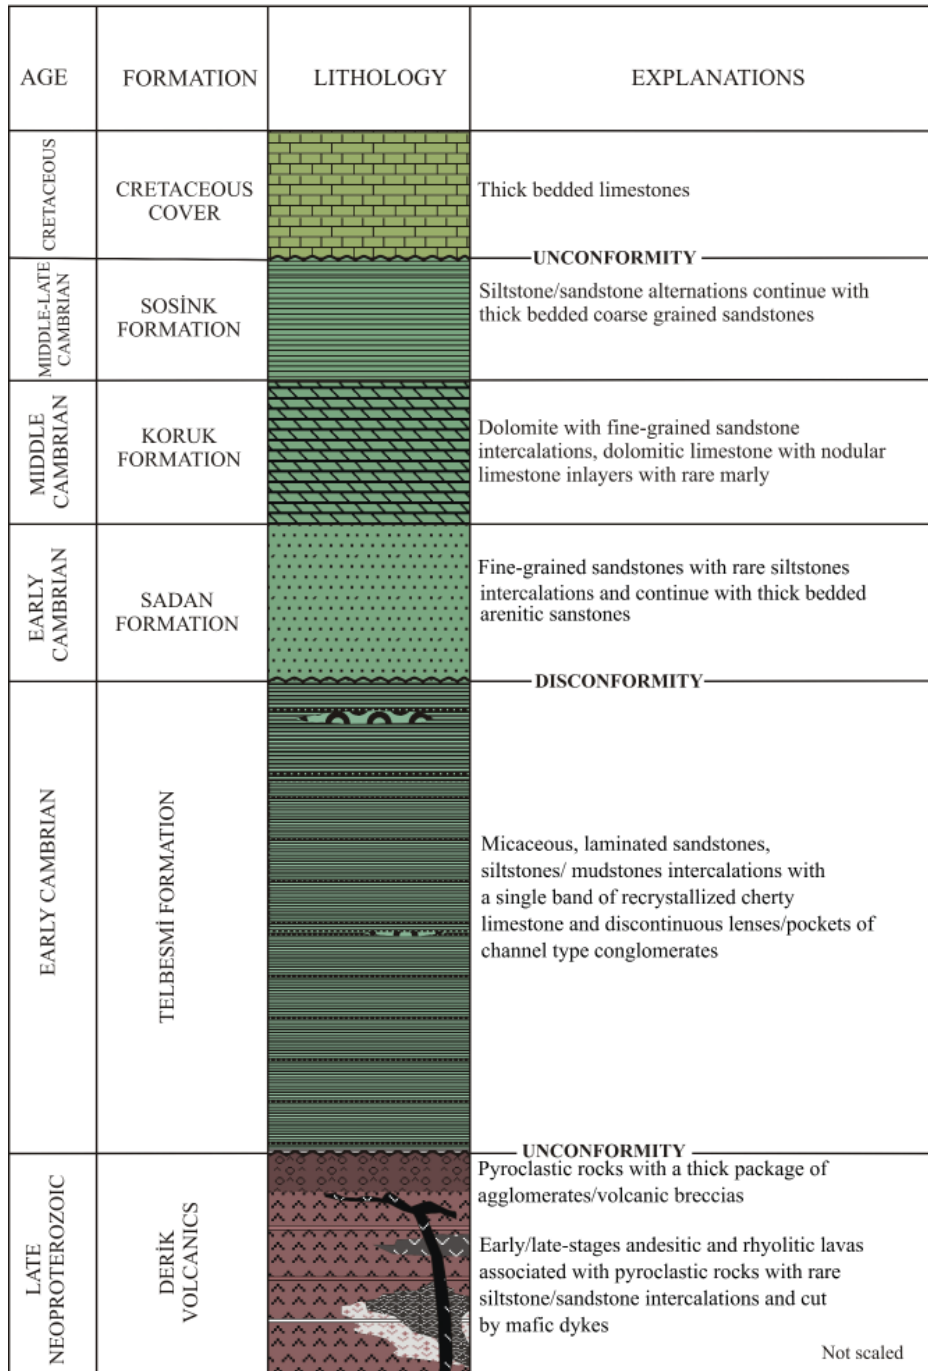 AGE
FORMATION
LITHOLOGY
EXPLANATIONS
CRETACEOUS
CRETACEOUS
COVER
Thick bedded limestones
UNCONFORMITY
MIDDLE-LATE
CAMBRIAN
SOSİNK
FORMATION
Siltstone/sandstone alternations continue with
thick bedded coarse grained sandstones
MIDDLE
CAMBRIAN
KORUK
FORMATION
Dolomite with fine-grained sandstone
intercalations, dolomitic limestone with nodular
limestone inlayers with rare marly
EARLY
CAMBRIAN
SADAN
FORMATION
Fine-grained sandstones with rare siltstones
intercalations and continue with thick bedded
arenitic sanstones
DISCONFORMITY
EARLY CAMBRIAN
TELBESMİ FORMATION
Micaceous, laminated sandstones,
siltstones/ mudstones intercalations with
a single band of recrystallized cherty
limestone and discontinuous lenses/pockets of
channel type conglomerates
UNCONFORMITY
LATE
NEOPROTEROZOIC
DERİK
VOLCANICS
Pyroclastic rocks with a thick package of
agglomerates/volcanic breccias
Early/late-stages andesitic and rhyolitic lavas
associated with pyroclastic rocks with rare
siltstone/sandstone intercalations and cut
by mafic dykes
Not scaled